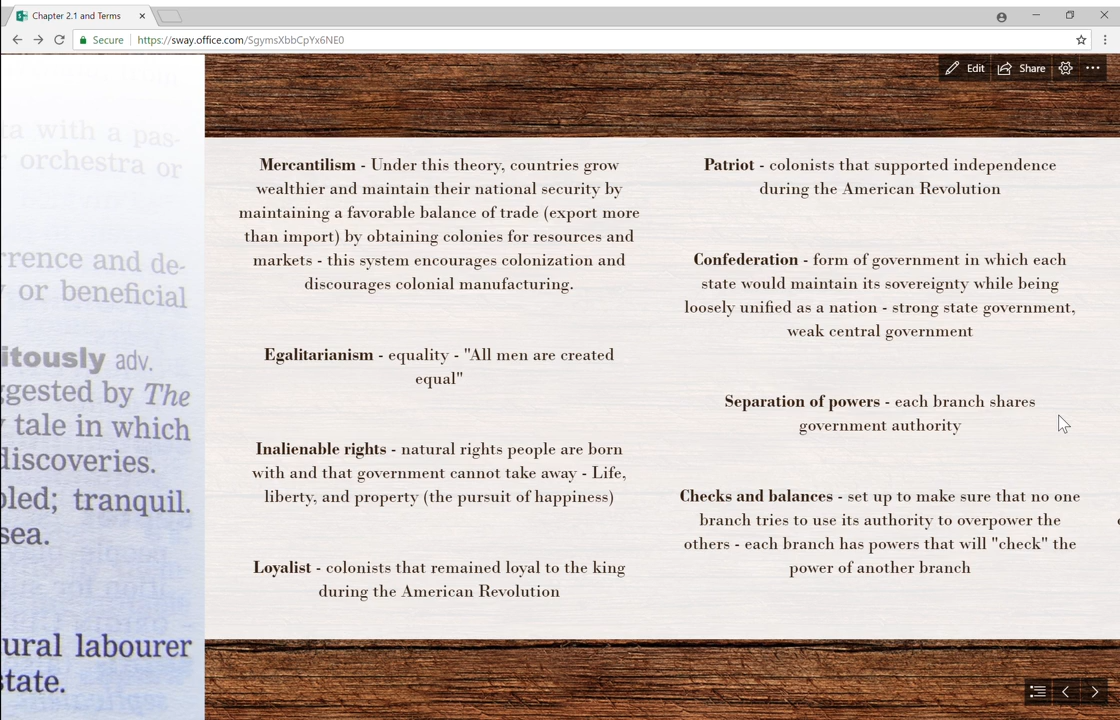 Chapter 2.1 and Terms
Secure
https://sway.office.com/SgymsXbbCpYx6NE0
Edit
Share
ta with a pas-
orchestra or
rrence and de-
or beneficial
itously adv.
ggested by The
tale in which
discoveries.
oled; tranquil.
sea.
ural labourer
state.
Mercantilism - Under this theory, countries grow
wealthier and maintain their national security by
maintaining a favorable balance of trade (export more
than import) by obtaining colonies for resources and
markets - this system encourages colonization and
discourages colonial manufacturing.
Egalitarianism - equality - "All men are created
equal"
Inalienable rights - natural rights people are born
with and that government cannot take away - Life,
liberty, and property (the pursuit of happiness)
Loyalist - colonists that remained loyal to the king
during the American Revolution
Patriot - colonists that supported independence
during the American Revolution
Confederation - form of government in which each
state would maintain its sovereignty while being
loosely unified as a nation - strong state government,
weak central government
Separation of powers - each branch shares
government authority
Checks and balances - set up to make sure that no one
branch tries to use its authority to overpower the
others - each branch has powers that will "check" the
power of another branch